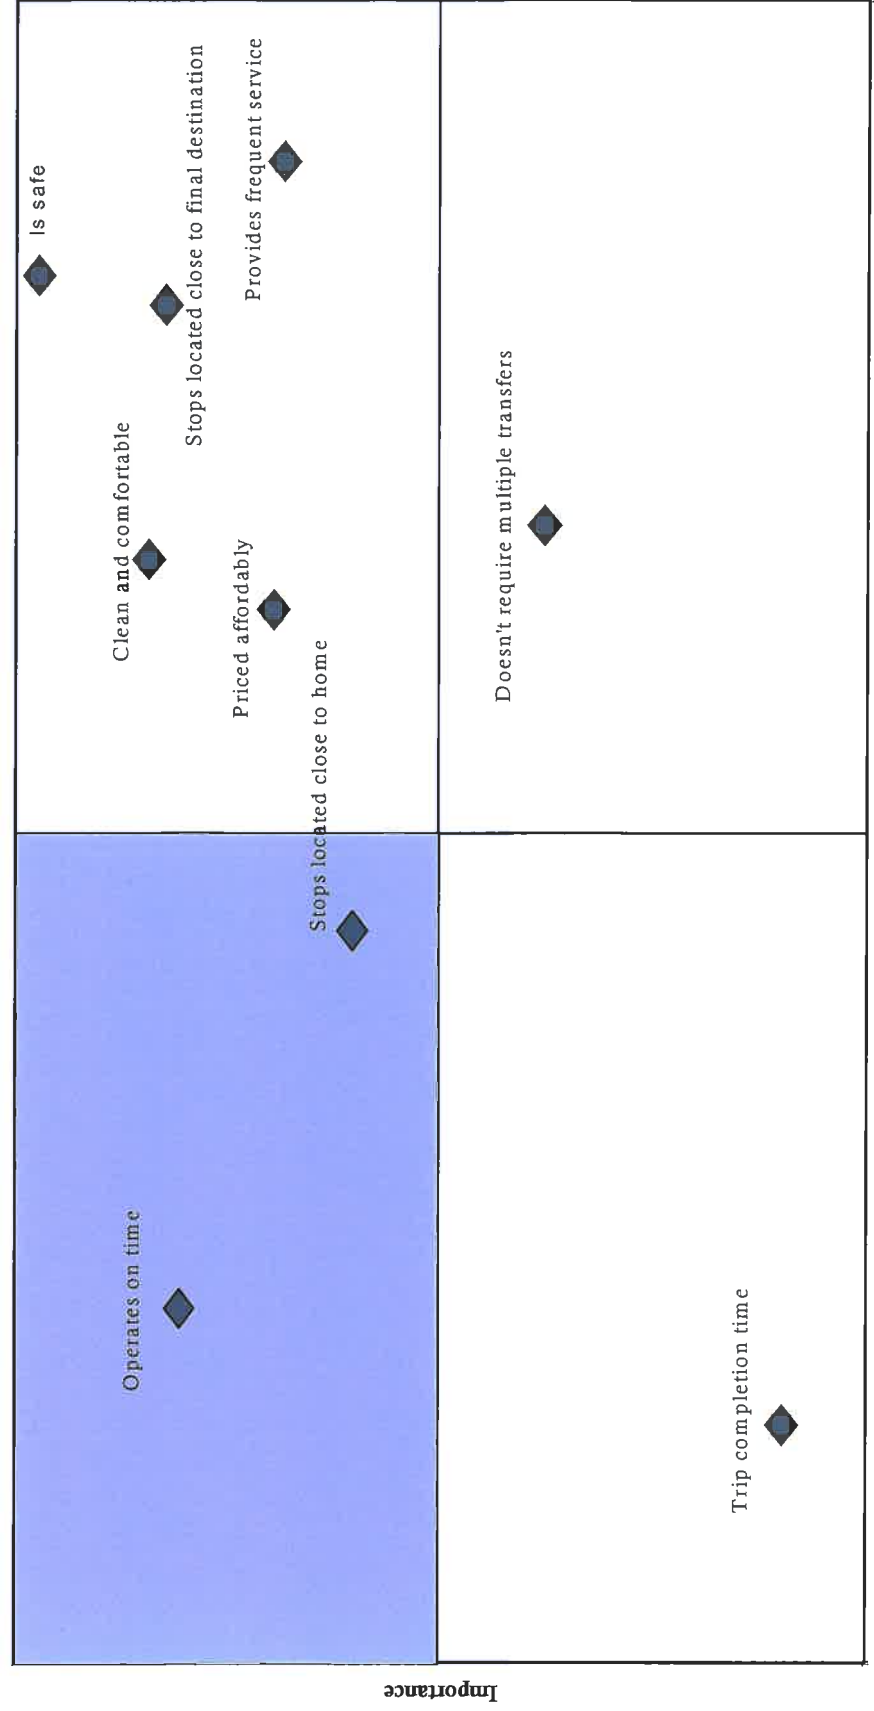 Is safe
Stops located close to final destination
Provides frequent service
Clean and comfortable
Priced affordably
Stops located close to home
Doesn't require multiple transfers
Operates on time
Trip completion time
Importance